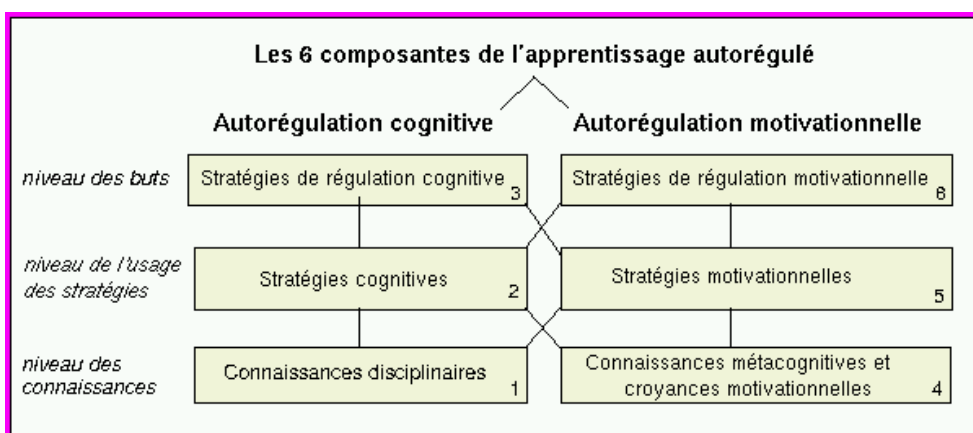 Les 6 composantes de l'apprentissage autorégulé
Autorégulation cognitive
Autorégulation motivationnelle
niveau des buts
Stratégies de régulation cognitive
3
Stratégies de régulation motivationnelle
6
niveau de l'usage
des stratégies
Stratégies cognitives
2
Stratégies motivationnelles
5
niveau des
connaissances
Connaissances disciplinaires
1
Connaissances métacognitives et
croyances motivationnelles
4